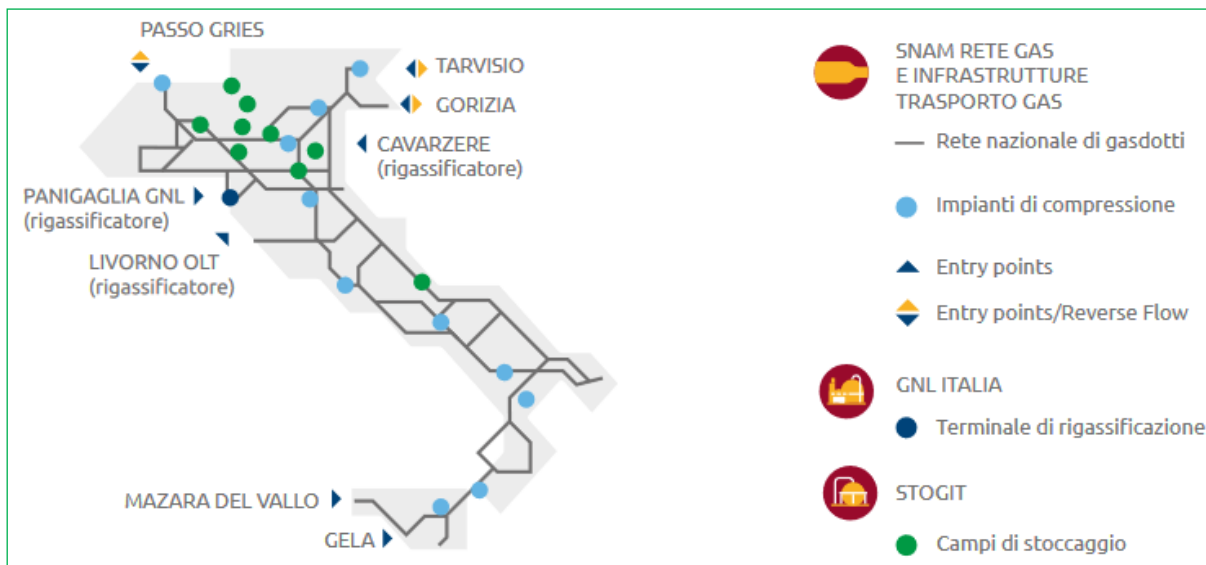 PASSO GRIES
TARVISIO
GORIZIA
CAVARZERE
(rigassificatore)
PANIGAGLIA GNL
(rigassificatore)
LIVORNO OLT
(rigassificatore)
MAZARA DEL VALLO
GELA
SNAM RETE GAS
E INFRASTRUTTURE
TRASPORTO GAS
Rete nazionale di gasdotti
Impianti di compressione
Entry points
Entry points/Reverse Flow
GNL ITALIA
Terminale di rigassificazione
STOGIT
Campi di stoccaggio